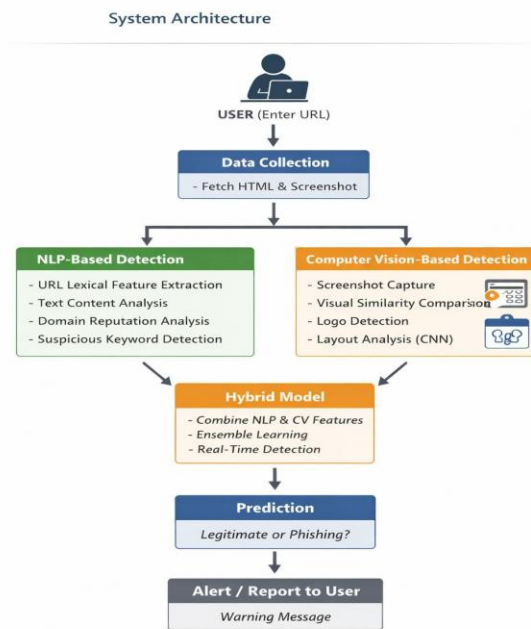 System Architecture
USER (Enter URL)
Data Collection
- Fetch HTML & Screenshot
NLP-Based Detection
- URL Lexical Feature Extraction
- Text Content Analysis
- Domain Reputation Analysis
- Suspicious Keyword Detection
Computer Vision-Based Detection
- Screenshot Capture
- Visual Similarity Comparision
- Logo Detection
- Layout Analysis (CNN)
Hybrid Model
- Combine NLP & CV Features
- Ensemble Learning
- Real-Time Detection
Prediction
Legitimate or Phishing?
Alert / Report to User
Warning Message